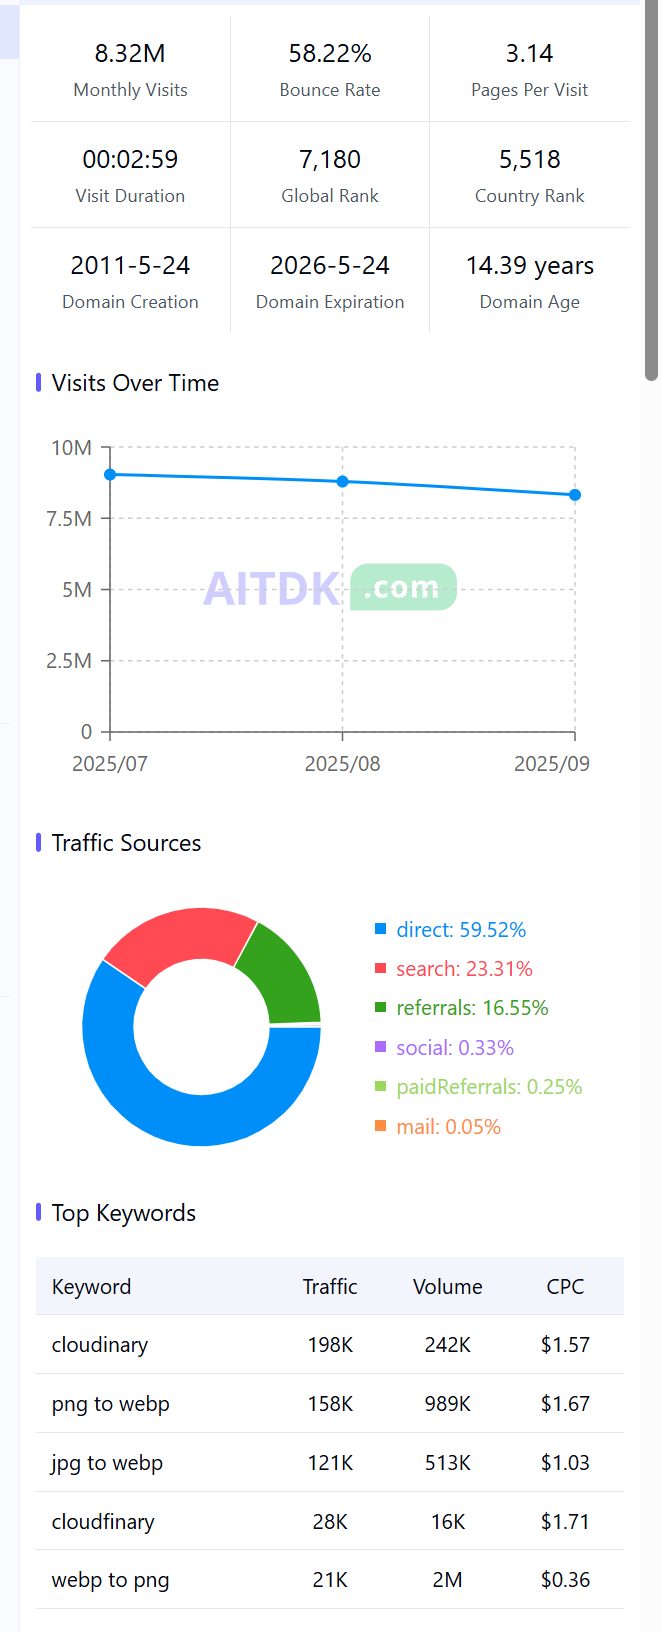 8.32M 58.22% 3.14
Monthly Visits Bounce Rate Pages Per Visit
00:02:59 7,180 5,518
Visit Duration Global Rank Country Rank
2011-5-24 2026-5-24 14.39 years
Domain Creation Domain Expiration Domain Age
Visits Over Time
10M
7.5M
5M
2.5M
0
AITDK .com
2025/07 2025/08 2025/09
Traffic Sources
direct: 59.52%
search: 23.31%
referrals: 16.55%
social: 0.33%
paidReferrals: 0.25%
mail: 0.05%
Top Keywords
Keyword Traffic Volume CPC
cloudinary 198K 242K $1.57
png to webp 158K 989K $1.67
jpg to webp 121K 513K $1.03
cloudfinary 28K 16K $1.71
webp to png 21K 2M $0.36